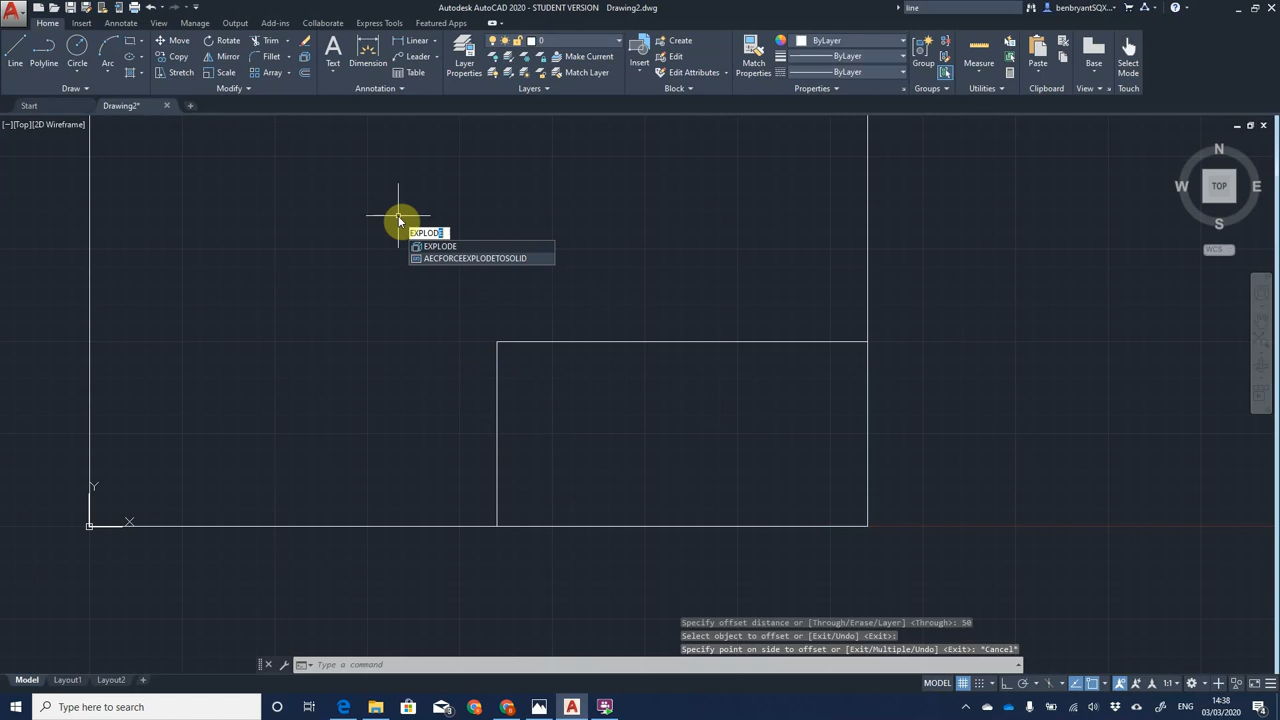 Autodesk AutoCAD 2020 - STUDENT VERSION Drawing2.dwg
line
benbryantSQX...
Home Insert Annotate View Manage Output Add-ins Collaborate Express Tools Featured Apps
Line Polyline Circle Arc
Move Rotate Trim
Copy Mirror Fillet
Stretch Scale Array
Text Dimension
Linear
Leader
Table
Layer Properties
0
Make Current
Match Layer
Insert
Create
Edit
Edit Attributes
Match Properties
ByLayer
ByLayer
ByLayer
Group
Measure
Paste
Base
Select Mode
Draw Modify Annotation Layers Block Properties Groups Utilities Clipboard View Touch
Start Drawing2*
[−][Top][2D Wireframe]
N
W TOP E
S
WCS
EXPLODE
EXPLODE
AECFORCEEXPLODETOSOLID
Y
X
Specify offset distance or [Through/Erase/Layer] <Through>: 50
Select object to offset or [Exit/Undo] <Exit>:
Specify point on side to offset or [Exit/Multiple/Undo] <Exit>: *Cancel*
Type a command
Model Layout1 Layout2
MODEL 1:1
Type here to search
ENG
14:38
03/03/2020